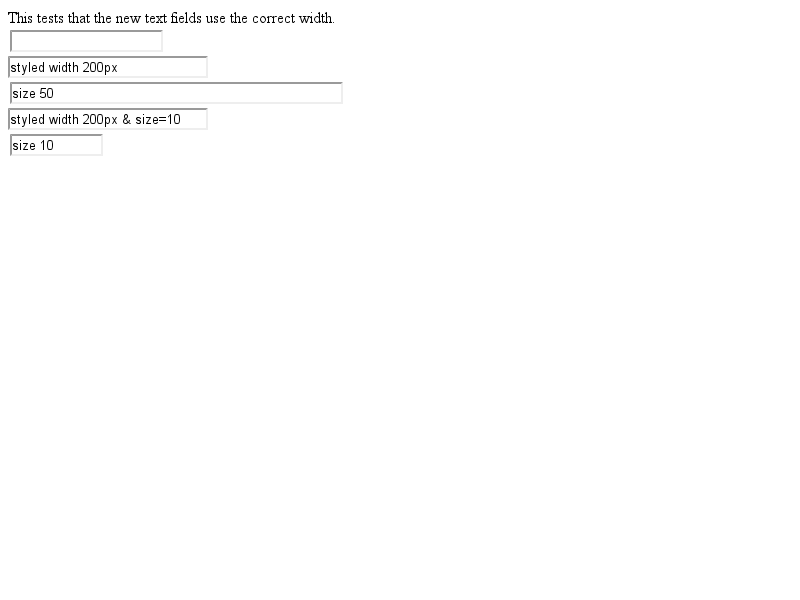 This tests that the new text fields use the correct width.
styled width 200px
size 50
styled width 200px & size=10
size 10